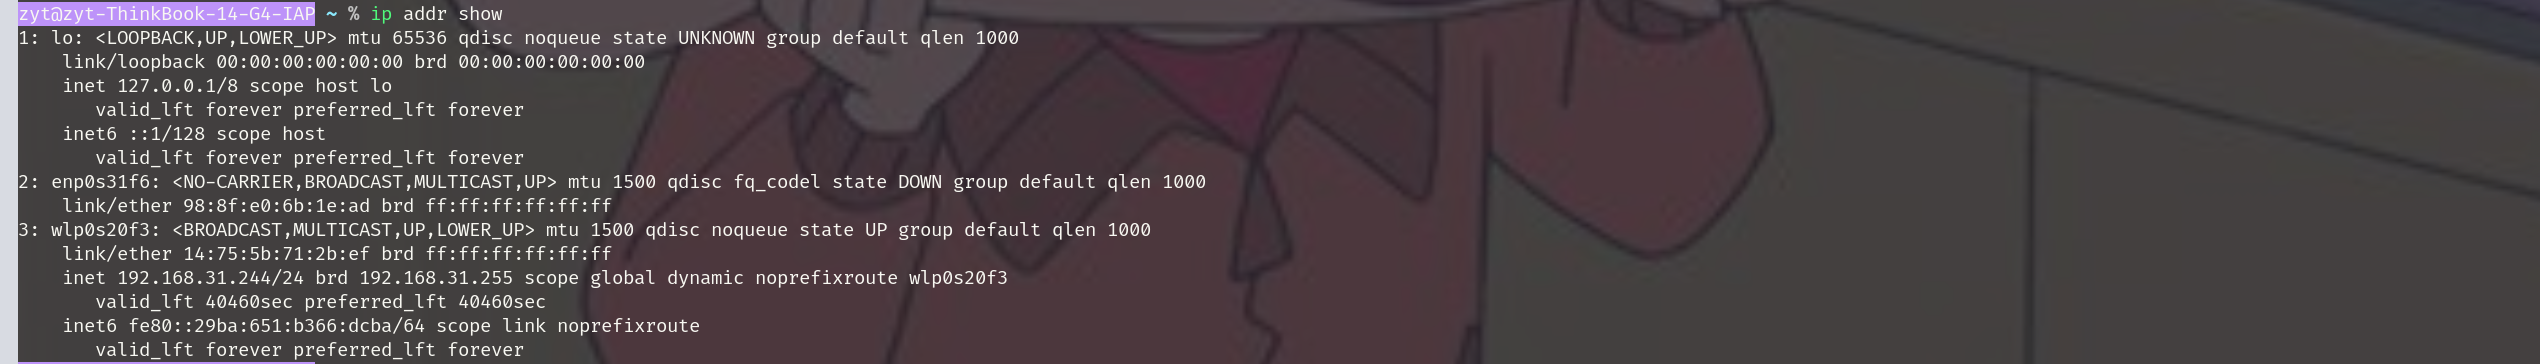 zyt@zyt-ThinkBook-14-G4-IAP ~ % ip addr show
1: lo: <LOOPBACK,UP,LOWER_UP> mtu 65536 qdisc noqueue state UNKNOWN group default qlen 1000
    link/loopback 00:00:00:00:00:00 brd 00:00:00:00:00:00
    inet 127.0.0.1/8 scope host lo
       valid_lft forever preferred_lft forever
    inet6 ::1/128 scope host
       valid_lft forever preferred_lft forever
2: enp0s31f6: <NO-CARRIER,BROADCAST,MULTICAST,UP> mtu 1500 qdisc fq_codel state DOWN group default qlen 1000
    link/ether 98:8f:e0:6b:1e:ad brd ff:ff:ff:ff:ff:ff
3: wlp0s20f3: <BROADCAST,MULTICAST,UP,LOWER_UP> mtu 1500 qdisc noqueue state UP group default qlen 1000
    link/ether 14:75:5b:71:2b:ef brd ff:ff:ff:ff:ff:ff
    inet 192.168.31.244/24 brd 192.168.31.255 scope global dynamic noprefixroute wlp0s20f3
       valid_lft 40460sec preferred_lft 40460sec
    inet6 fe80::29ba:651:b366:dcba/64 scope link noprefixroute
       valid_lft forever preferred_lft forever